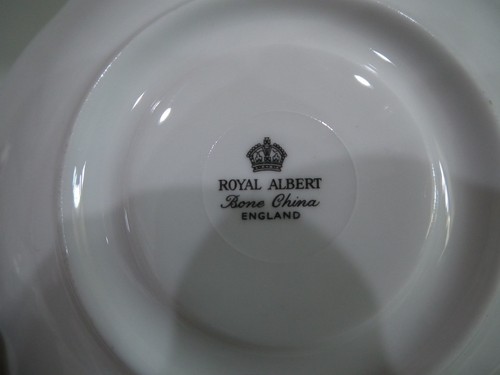 ROYAL ALBERT
Bone China
ENGLAND